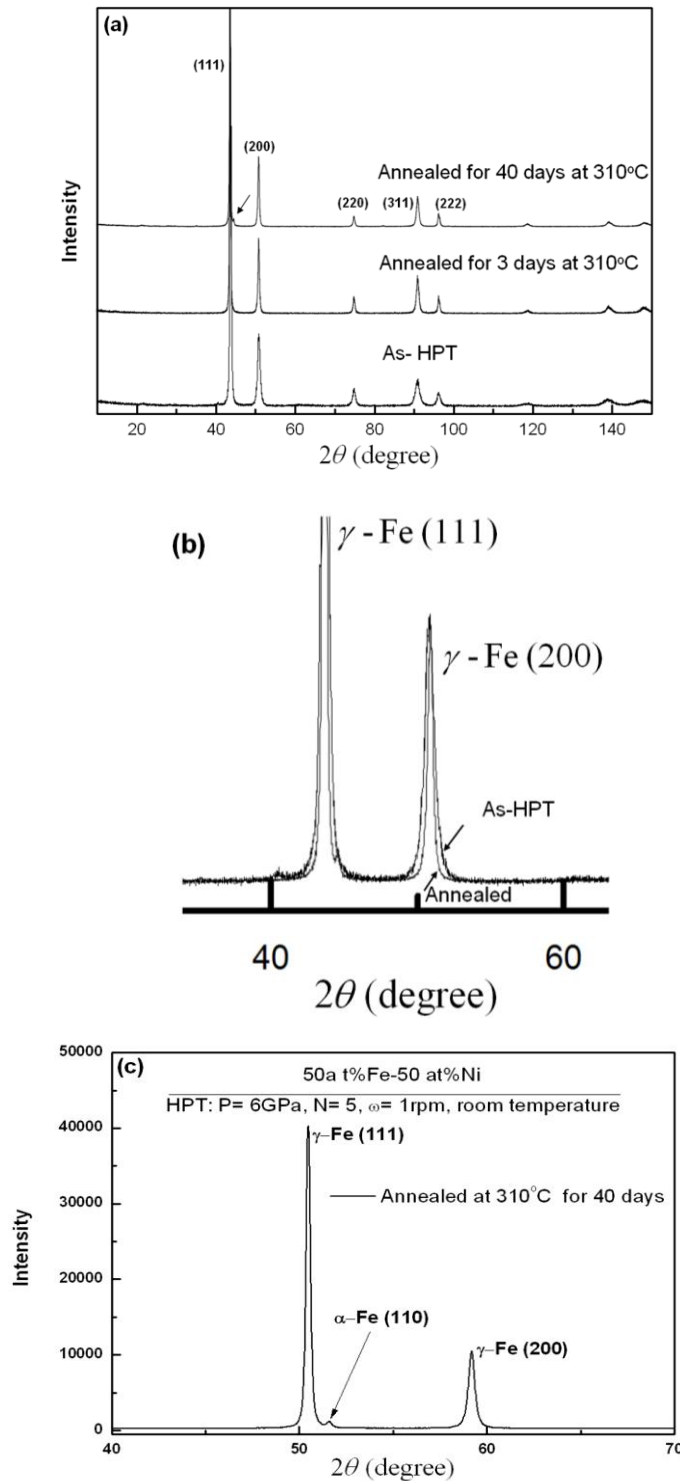 (a)
(111)
(200)
Annealed for 40 days at 310°C
(220)
(311)
(222)
Annealed for 3 days at 310°C
As- HPT
Intensity
20
40
60
80
100
120
140
2θ (degree)
(b)
γ - Fe (111)
γ - Fe (200)
As-HPT
Annealed
40
60
2θ (degree)
(c)
50a t%Fe-50 at%Ni
HPT: P= 6GPa, N= 5, ω= 1rpm, room temperature
γ–Fe (111)
Annealed at 310°C for 40 days
α–Fe (110)
γ–Fe (200)
Intensity
50000
40000
30000
20000
10000
0
40
50
60
70
2θ (degree)